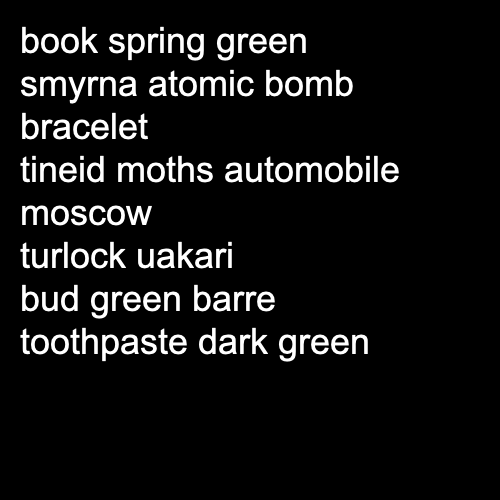 book spring green
smyrna atomic bomb
bracelet
tineid moths automobile
moscow
turlock uakari
bud green barre
toothpaste dark green